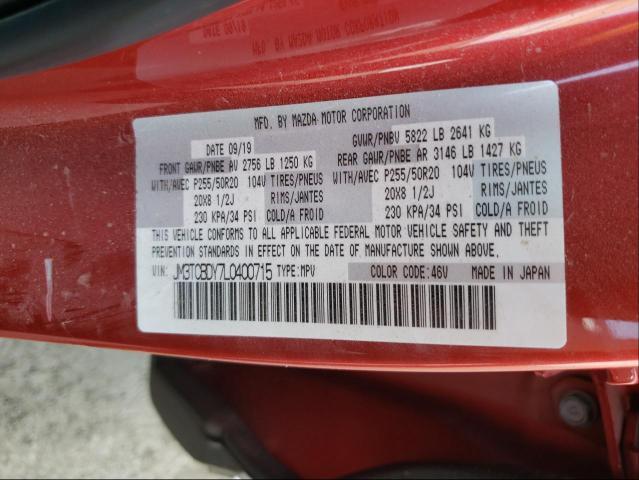 MFG. BY MAZDA MOTOR CORPORATION
DATE 09/19 GVWR/PNBV 5822 LB 2641 KG
FRONT GAWR/PNBE AV 2756 LB 1250 KG REAR GAWR/PNBE AR 3146 LB 1427 KG
WITH/AVEC P255/50R20 104V TIRES/PNEUS WITH/AVEC P255/50R20 104V TIRES/PNEUS
20X8 1/2J RIMS/JANTES 20X8 1/2J RIMS/JANTES
230 KPA/34 PSI COLD/A FROID 230 KPA/34 PSI COLD/A FROID
THIS VEHICLE CONFORMS TO ALL APPLICABLE FEDERAL MOTOR VEHICLE SAFETY AND THEFT
PREVENTION STANDARDS IN EFFECT ON THE DATE OF MANUFACTURE SHOWN ABOVE.
VIN: JM3TCBDY7L0400715 TYPE:MPV COLOR CODE:46V MADE IN JAPAN